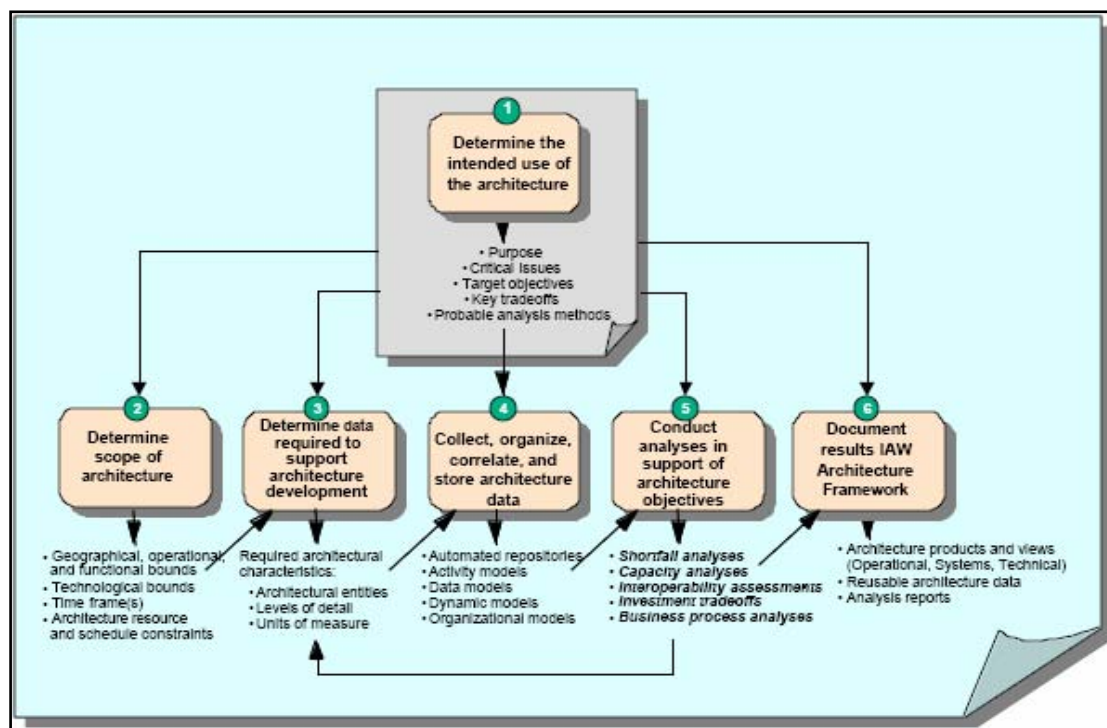 1
Determine the
intended use of
the architecture
• Purpose
• Critical Issues
• Target objectives
• Key tradeoffs
• Probable analysis methods
2
Determine
scope of
architecture
• Geographical, operational,
and functional bounds
• Technological bounds
• Time frame(s)
• Architecture resource
and schedule constraints
3
Determine data
required to
support
architecture
development
Required architectural
characteristics:
• Architectural entities
• Levels of detail
• Units of measure
4
Collect, organize,
correlate, and
store architecture
data
• Automated repositories
• Activity models
• Data models
• Dynamic models
• Organizational models
5
Conduct
analyses in
support of
architecture
objectives
• Shortfall analyses
• Capacity analyses
• Interoperability assessments
• Investment tradeoffs
• Business process analyses
6
Document
results IAW
Architecture
Framework
• Architecture products and views
(Operational, Systems, Technical)
• Reusable architecture data
• Analysis reports